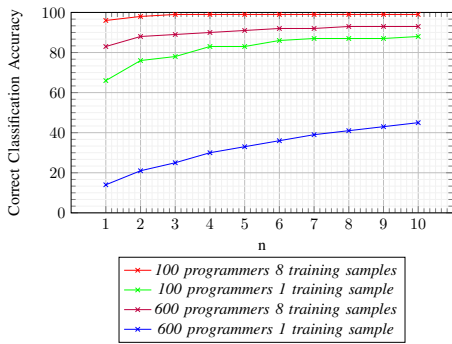 100
80
60
40
20
0
1 2 3 4 5 6 7 8 9 10
Correct Classification Accuracy
n
100 programmers 8 training samples
100 programmers 1 training sample
600 programmers 8 training samples
600 programmers 1 training sample